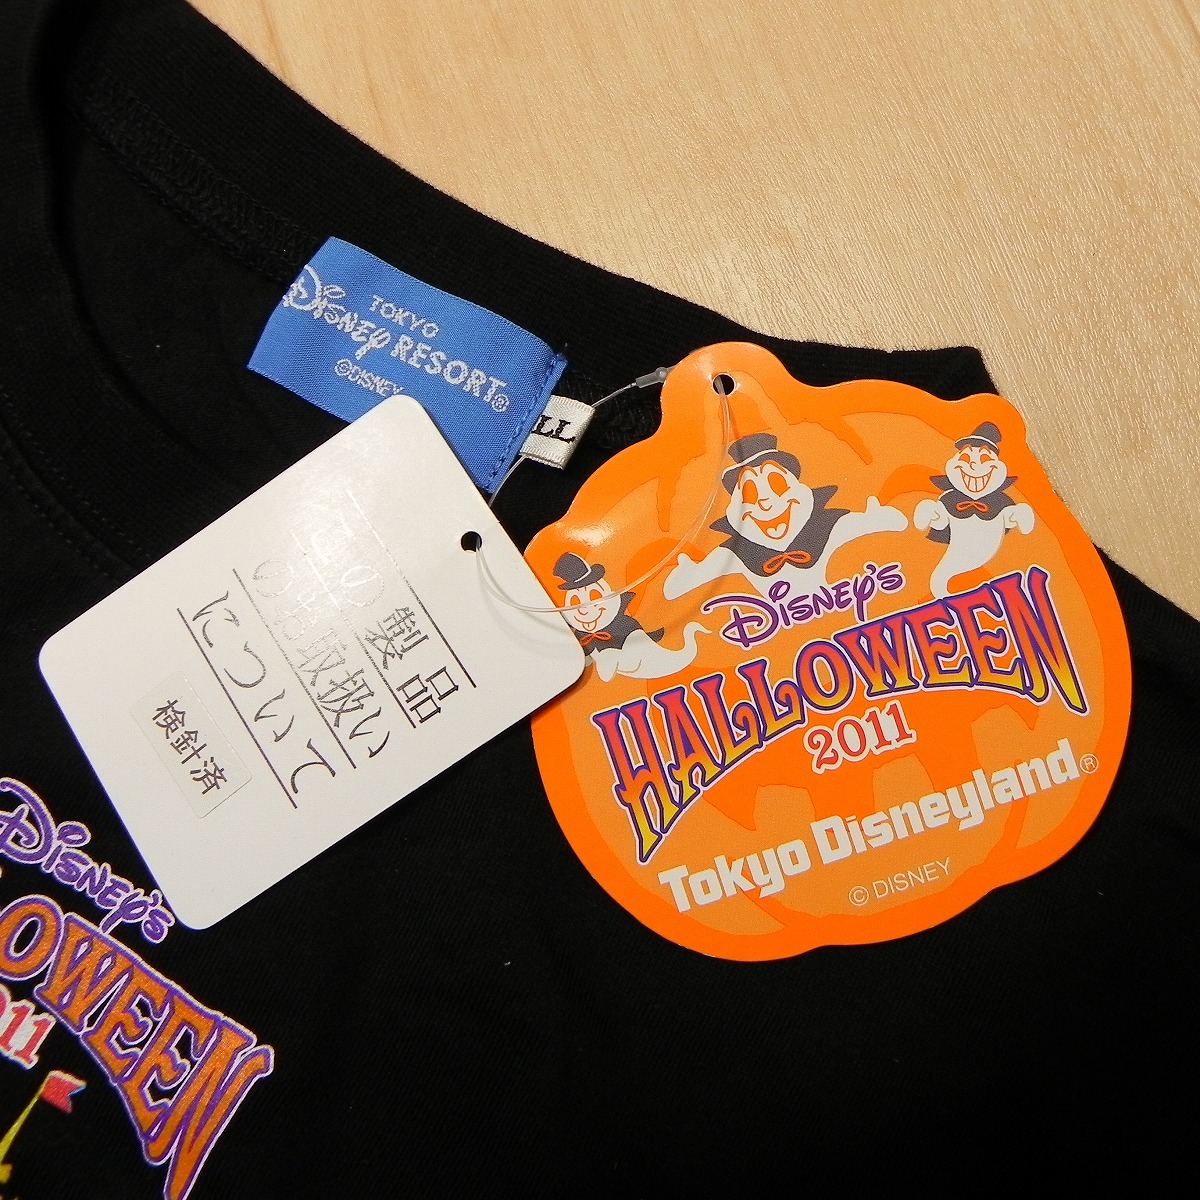 TOKYO
Disney RESORT®
©DISNEY
LL
製品
の お取扱い
について
検針済
Disney's
HALLOWEEN
2011
Tokyo Disneyland®
© DISNEY
Disney's
OWEEN
011